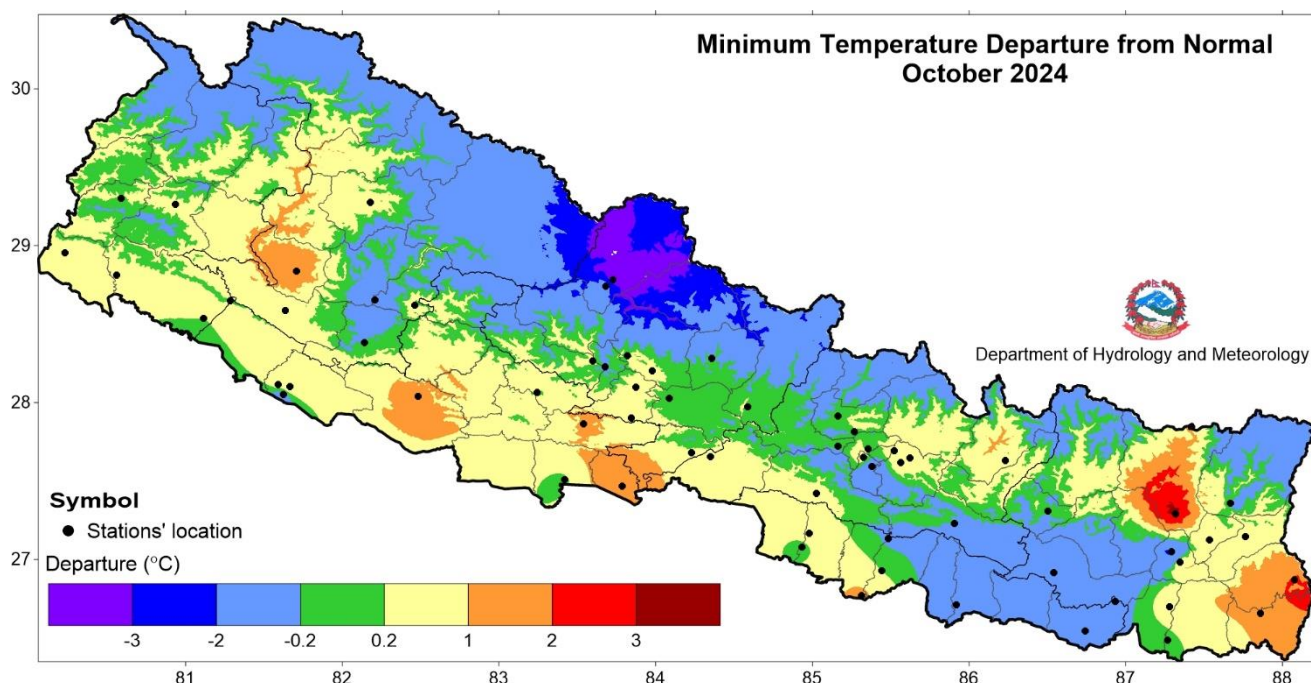 Minimum Temperature Departure from Normal
October 2024
30
29
28
27
Department of Hydrology and Meteorology
Symbol
Stations' location
Departure (°C)
-3 -2 -0.2 0.2 1 2 3
81 82 83 84 85 86 87 88